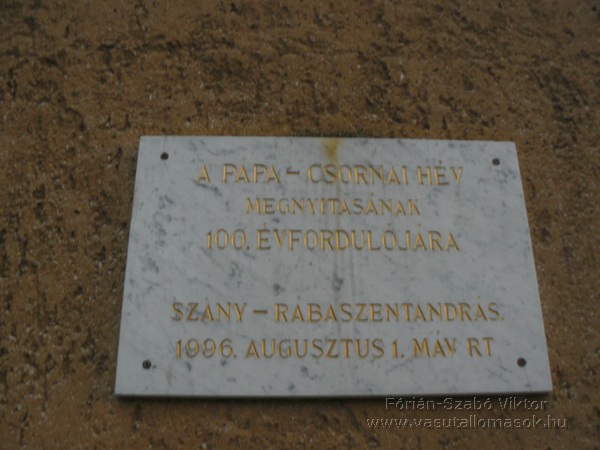 A PÁPA - CSORNAI HÉV
MEGNYITÁSÁNAK
100. ÉVFORDULÓJÁRA
SZANY - RÁBASZENTANDRÁS
1996. AUGUSZTUS 1. MÁV RT
Fórián-Szabó Viktor
www.vasutallomasok.hu